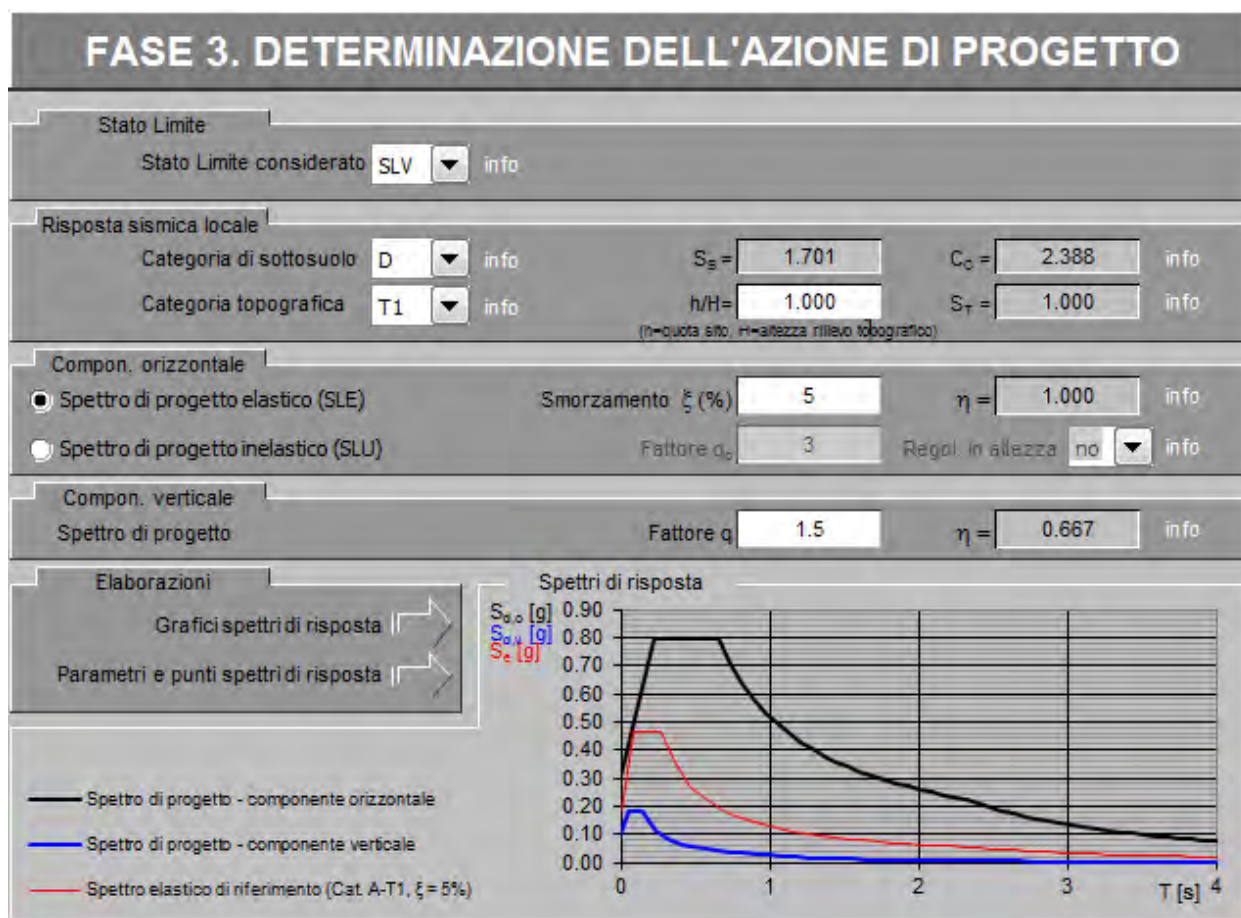 FASE 3. DETERMINAZIONE DELL'AZIONE DI PROGETTO
Stato Limite
Stato Limite considerato SLV info
Risposta sismica locale
Categoria di sottosuolo D info S_S = 1.701 C_C = 2.388 info
Categoria topografica T1 info h/H= 1.000 S_T = 1.000 info
(h=quota sito, H=altezza rilievo topografico)
Compon. orizzontale
Spettro di progetto elastico (SLE) Smorzamento ξ (%) 5 η = 1.000 info
Spettro di progetto inelastico (SLU) Fattore q_o 3 Regol. in altezza no info
Compon. verticale
Spettro di progetto Fattore q 1.5 η = 0.667 info
Elaborazioni
Grafici spettri di risposta
Parametri e punti spettri di risposta
Spettri di risposta
S_d,o [g]
S_d,v [g]
S_e [g]
0.90
0.80
0.70
0.60
0.50
0.40
0.30
0.20
0.10
0.00
0 1 2 3 T [s] 4
Spettro di progetto - componente orizzontale
Spettro di progetto - componente verticale
Spettro elastico di riferimento (Cat. A-T1, ξ = 5%)